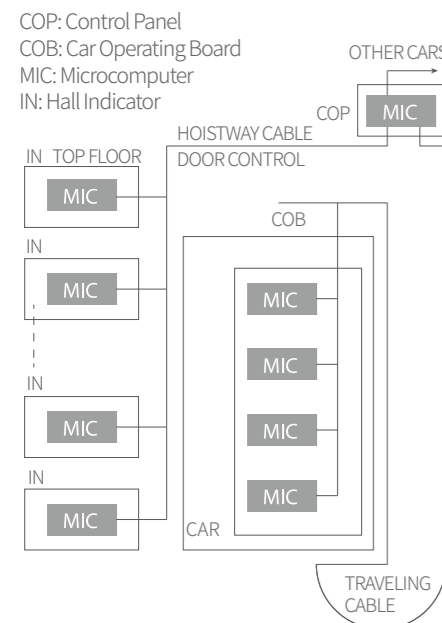 COP: Control Panel
COB: Car Operating Board
MIC: Microcomputer
IN: Hall Indicator
OTHER CARS
COP
MIC
HOISTWAY CABLE
DOOR CONTROL
IN TOP FLOOR
MIC
COB
IN
MIC
MIC
MIC
IN
MIC
MIC
IN
MIC
MIC
CAR
TRAVELING
CABLE